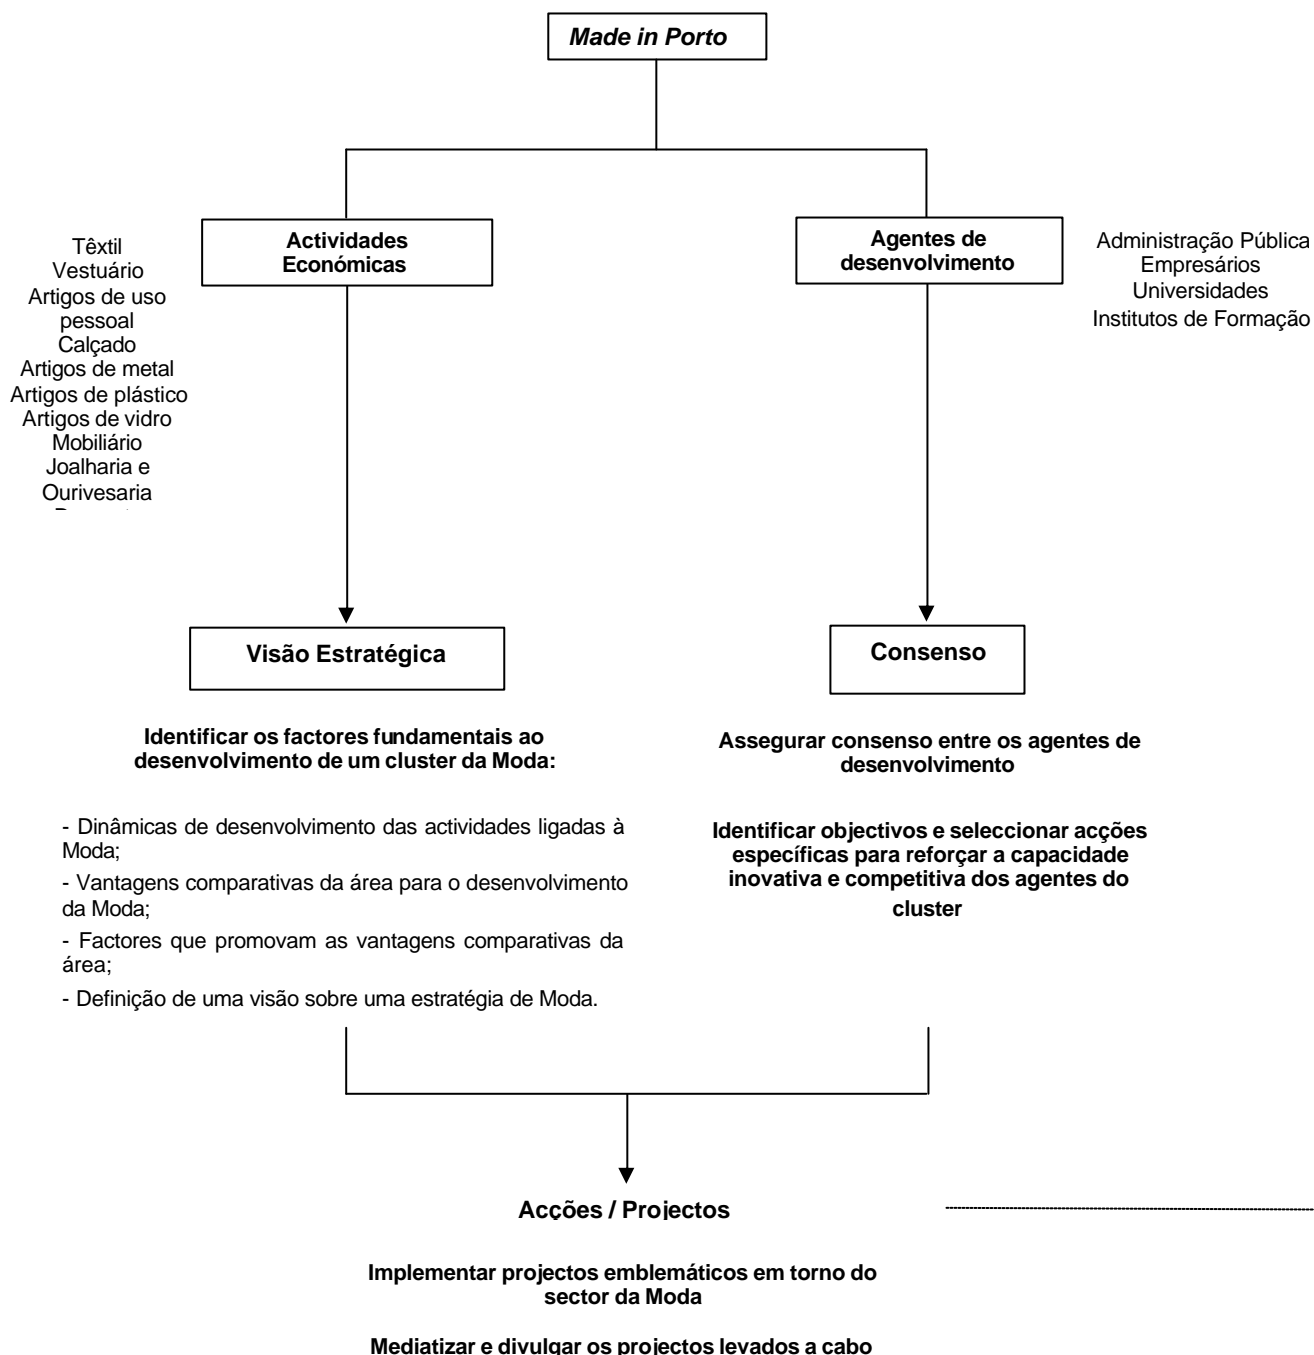 Made in Porto
Actividades
Económicas
Têxtil
Vestuário
Artigos de uso
pessoal
Calçado
Artigos de metal
Artigos de plástico
Artigos de vidro
Mobiliário
Joalharia e
Ourivesaria
Agentes de
desenvolvimento
Administração Pública
Empresários
Universidades
Institutos de Formação
Visão Estratégica
Identificar os factores fundamentais ao
desenvolvimento de um cluster da Moda:
- Dinâmicas de desenvolvimento das actividades ligadas à
Moda;
- Vantagens comparativas da área para o desenvolvimento
da Moda;
- Factores que promovam as vantagens comparativas da
área;
- Definição de uma visão sobre uma estratégia de Moda.
Consenso
Assegurar consenso entre os agentes de
desenvolvimento
Identificar objectivos e seleccionar acções
específicas para reforçar a capacidade
inovativa e competitiva dos agentes do
cluster
Acções / Projectos
Implementar projectos emblemáticos em torno do
sector da Moda
Mediatizar e divulgar os projectos levados a cabo